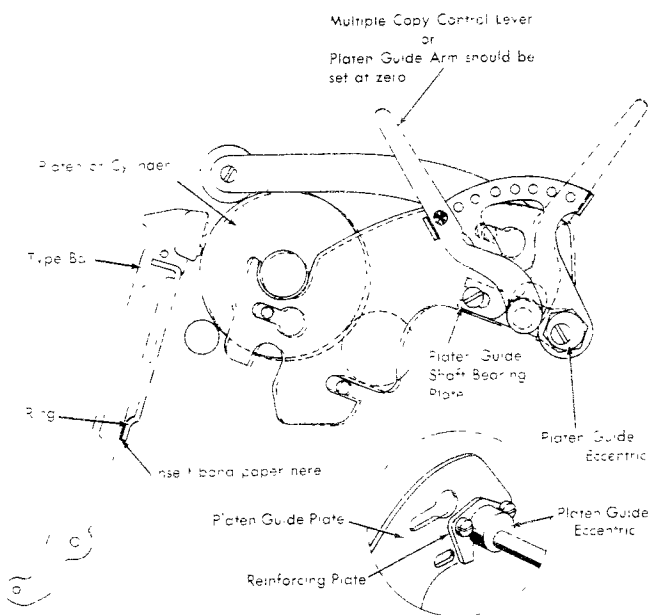 Multiple Copy Control Lever
or
Platen Guide Arm should be
set at zero
Platen or Cylinder
Type Bar
Ring
Insert bond paper here
Platen Guide
Shaft Bearing
Plate
Platen Guide
Eccentric
Platen Guide Plate
Platen Guide
Eccentric
Reinforcing Plate